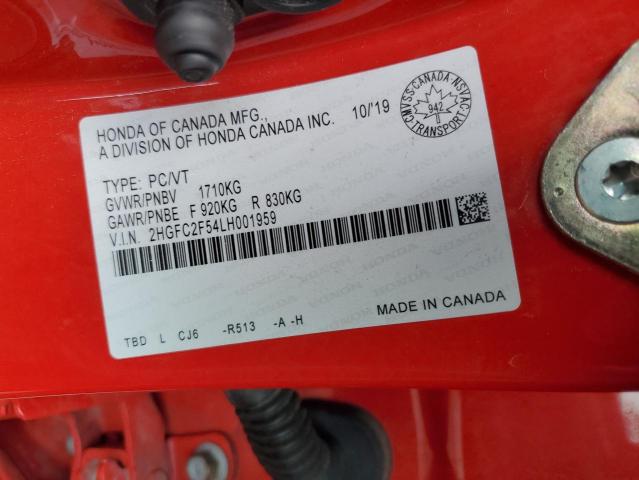 HONDA OF CANADA MFG.,
A DIVISION OF HONDA CANADA INC. 10/19
CMVSS·CANADA·NSVAC
942
TRANSPORT
TYPE: PC/VT
GVWR/PNBV 1710KG
GAWR/PNBE F 920KG R 830KG
V.I.N. 2HGFC2F54LH001959
TBD L CJ6 -R513 -A -H MADE IN CANADA